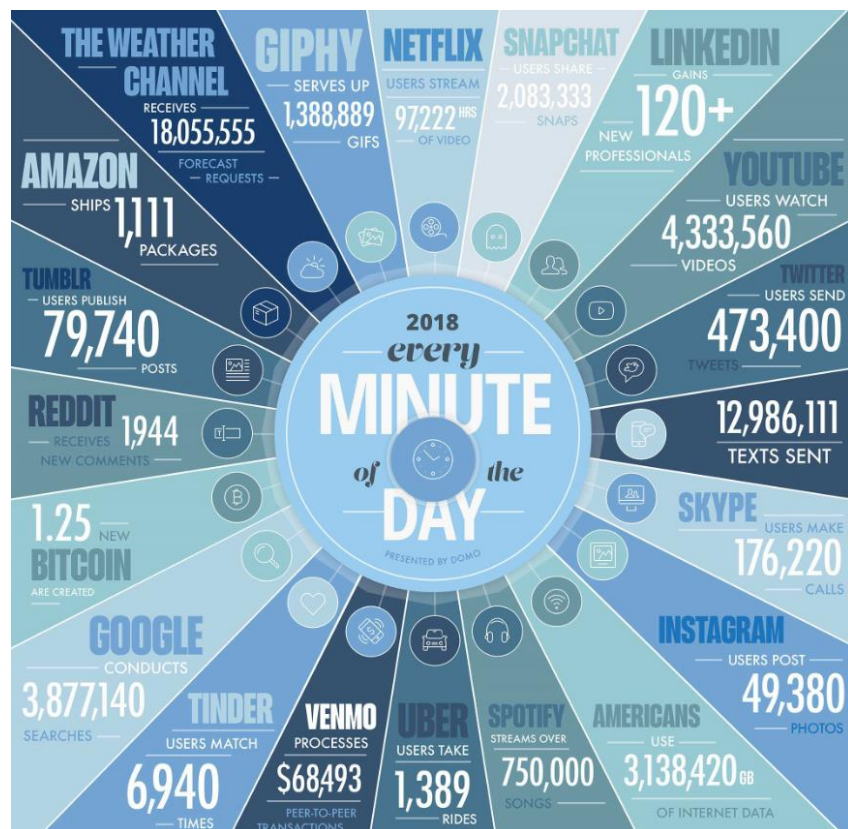 2018
every
MINUTE
of the
DAY
PRESENTED BY DOMO
THE WEATHER
CHANNEL
RECEIVES
18,055,555
FORECAST
REQUESTS
GIPHY
SERVES UP
1,388,889
GIFS
NETFLIX
USERS STREAM
97,222 HRS
OF VIDEO
SNAPCHAT
USERS SHARE
2,083,333
SNAPS
LINKEDIN
GAINS
120+
NEW
PROFESSIONALS
YOUTUBE
USERS WATCH
4,333,560
VIDEOS
TWITTER
USERS SEND
473,400
TWEETS
12,986,111
TEXTS SENT
SKYPE
USERS MAKE
176,220
CALLS
INSTAGRAM
USERS POST
49,380
PHOTOS
AMERICANS
USE
3,138,420 GB
OF INTERNET DATA
SPOTIFY
STREAMS OVER
750,000
SONGS
UBER
USERS TAKE
1,389
RIDES
VENMO
PROCESSES
$68,493
PEER-TO-PEER
TRANSACTIONS
TINDER
USERS MATCH
6,940
TIMES
GOOGLE
CONDUCTS
3,877,140
SEARCHES
1.25 NEW
BITCOIN
ARE CREATED
REDDIT
RECEIVES 1,944
NEW COMMENTS
TUMBLR
USERS PUBLISH
79,740
POSTS
AMAZON
SHIPS 1,111
PACKAGES